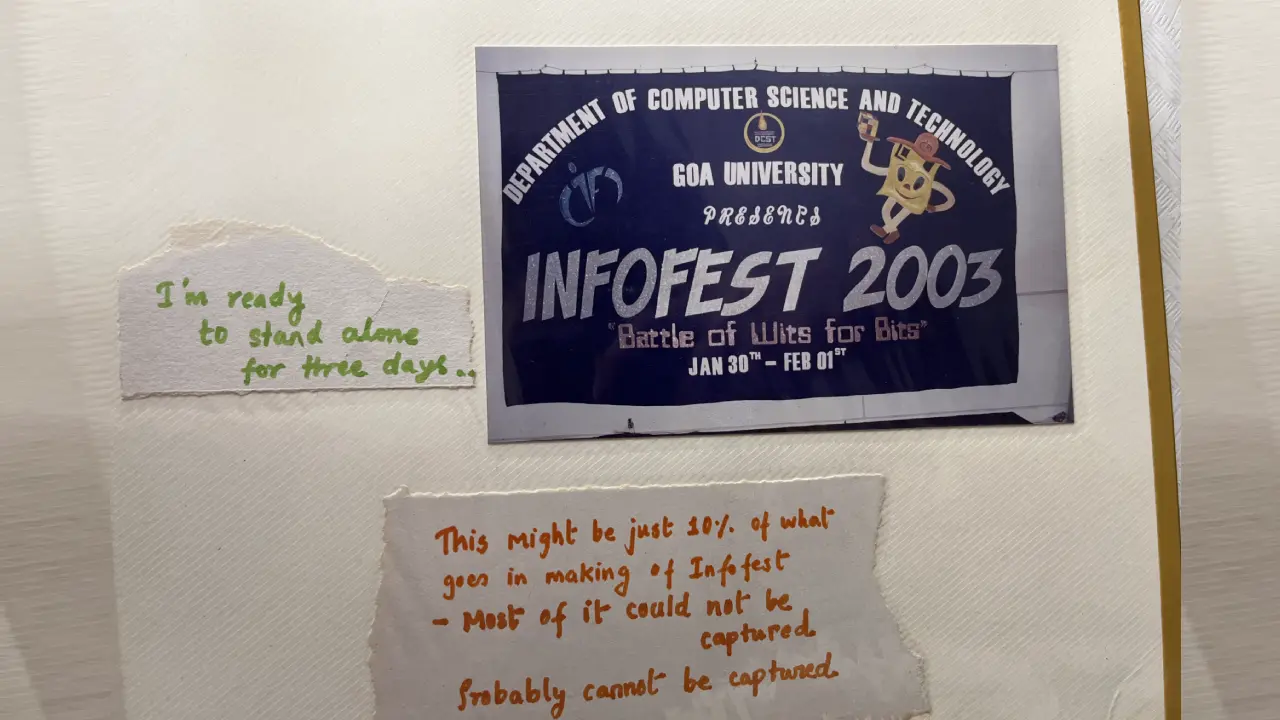 I'm ready
to stand alone
for three days..
DEPARTMENT OF COMPUTER SCIENCE AND TECHNOLOGY
DCST
GOA UNIVERSITY
PRESENTS
INFOFEST 2003
"Battle of Wits for Bits"
JAN 30TH – FEB 01ST
This might be just 10% of what
goes in making of Infofest
- Most of it could not be
captured
Probably cannot be captured